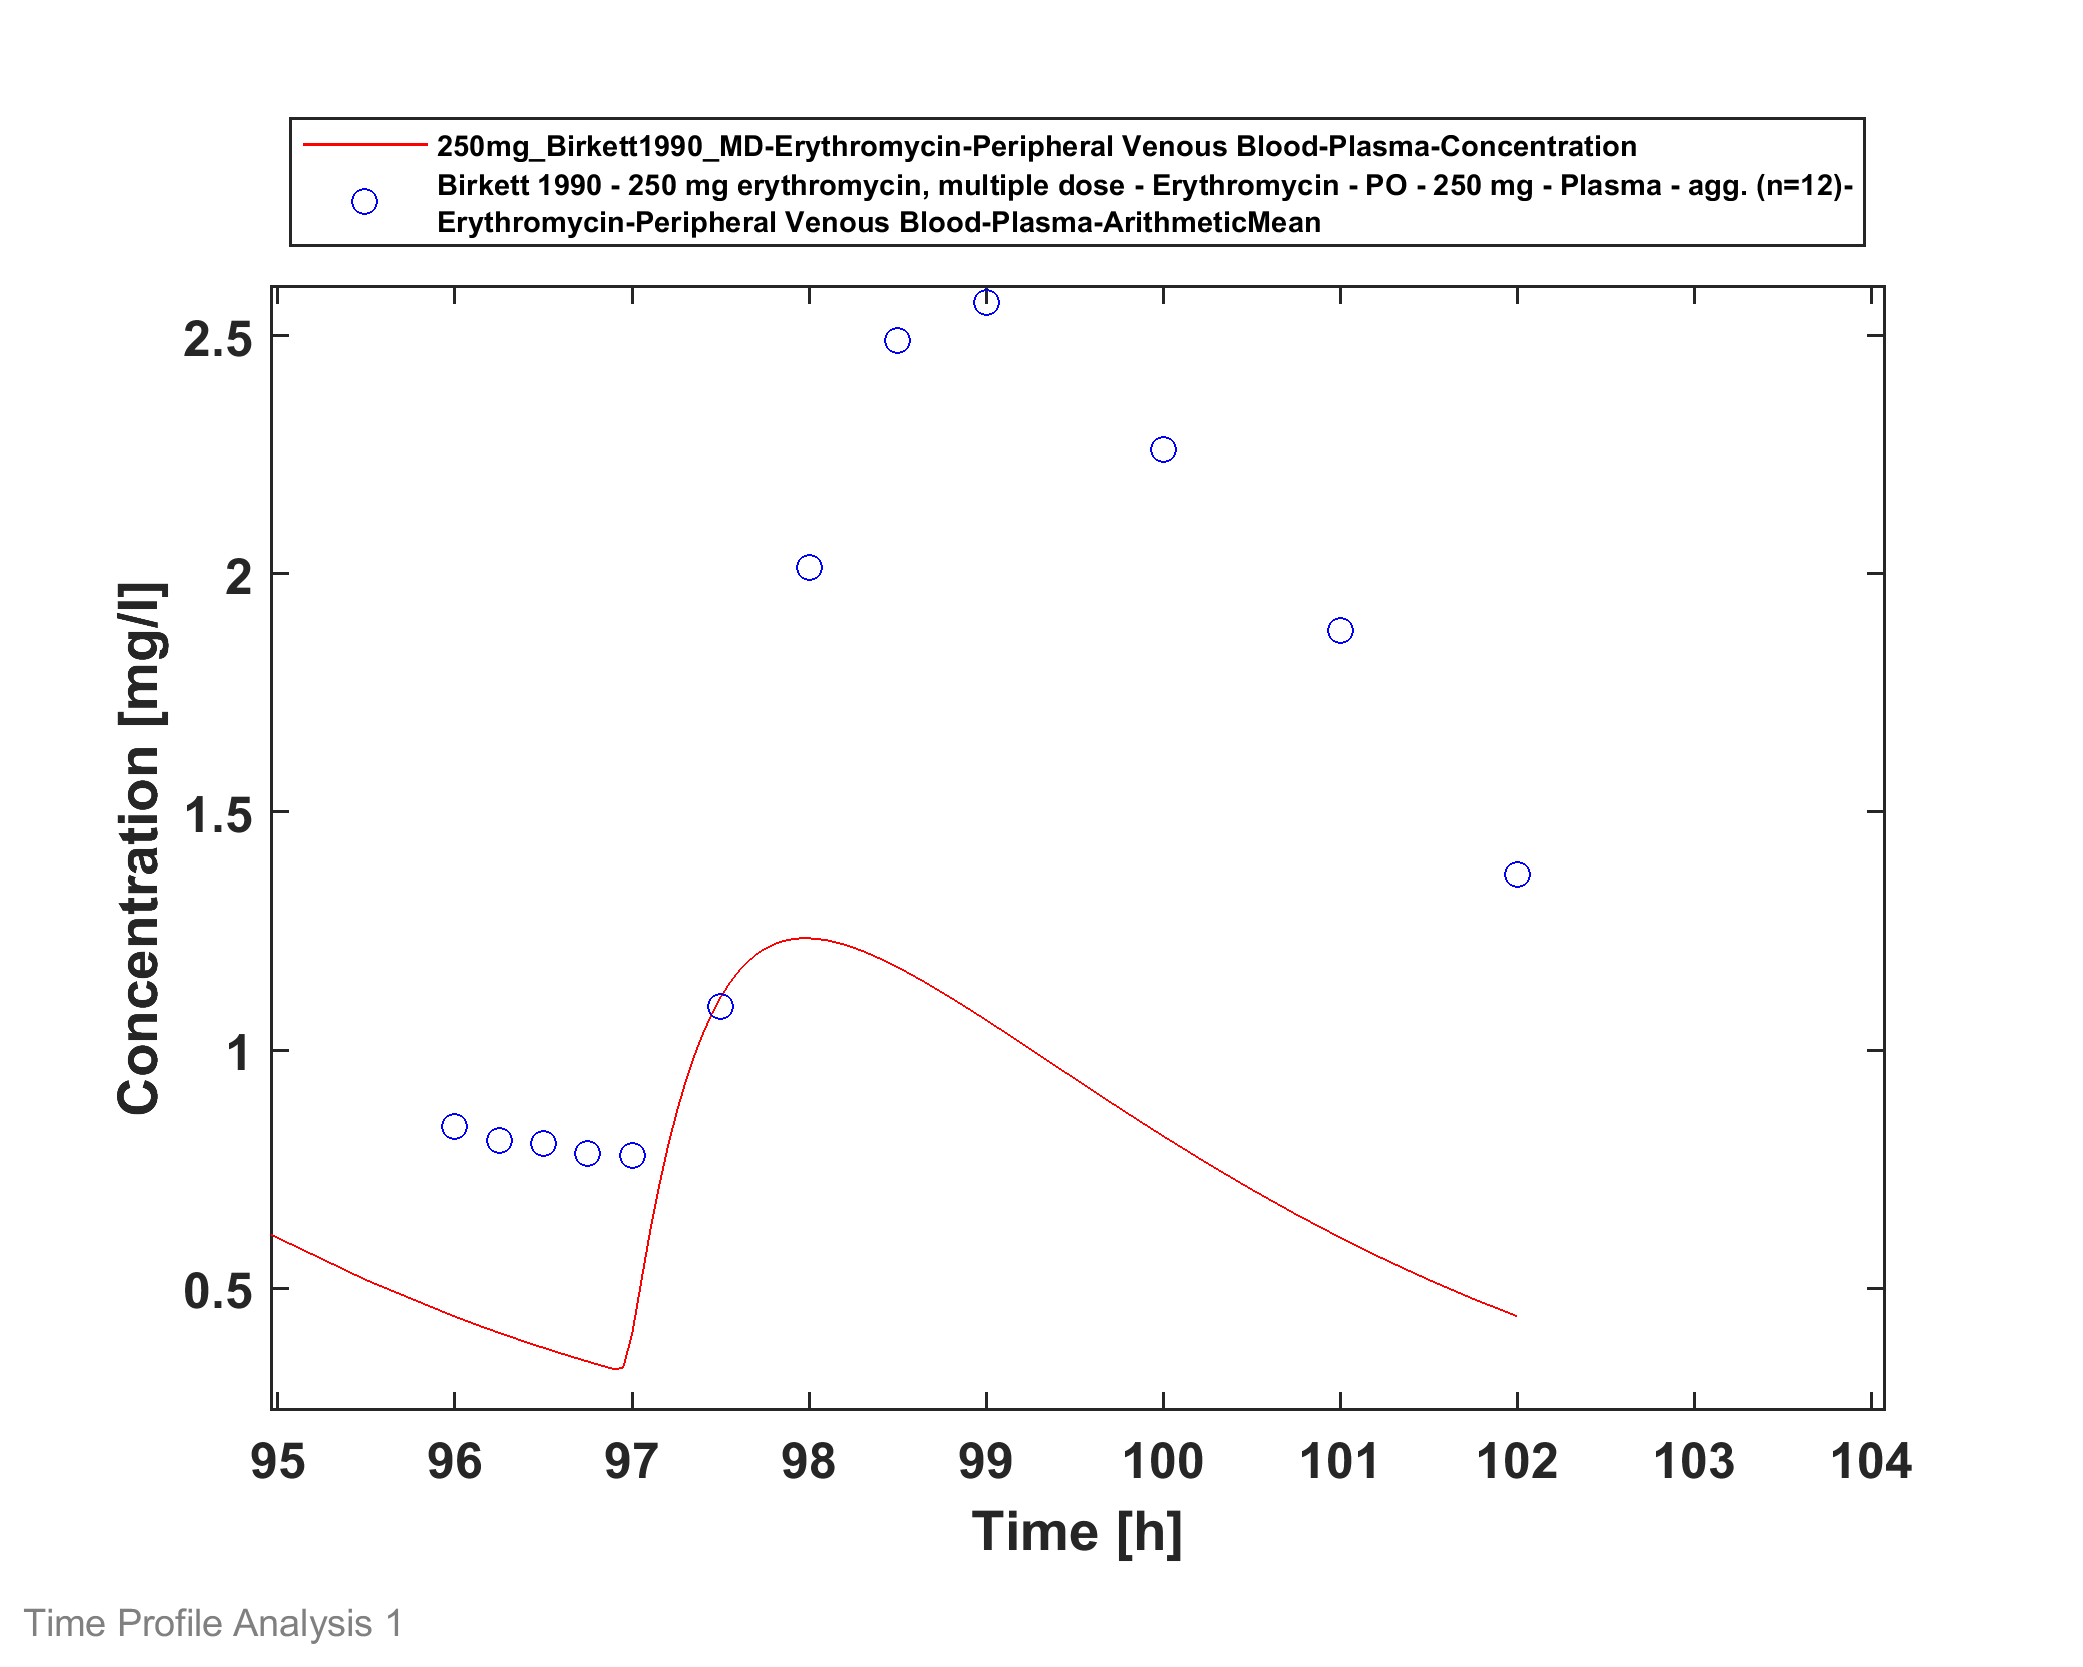 250mg_Birkett1990_MD-Erythromycin-Peripheral Venous Blood-Plasma-Concentration
Birkett 1990 - 250 mg erythromycin, multiple dose - Erythromycin - PO - 250 mg - Plasma - agg. (n=12)-
Erythromycin-Peripheral Venous Blood-Plasma-ArithmeticMean
2.5
2
1.5
1
0.5
Concentration [mg/l]
95 96 97 98 99 100 101 102 103 104
Time [h]
Time Profile Analysis 1